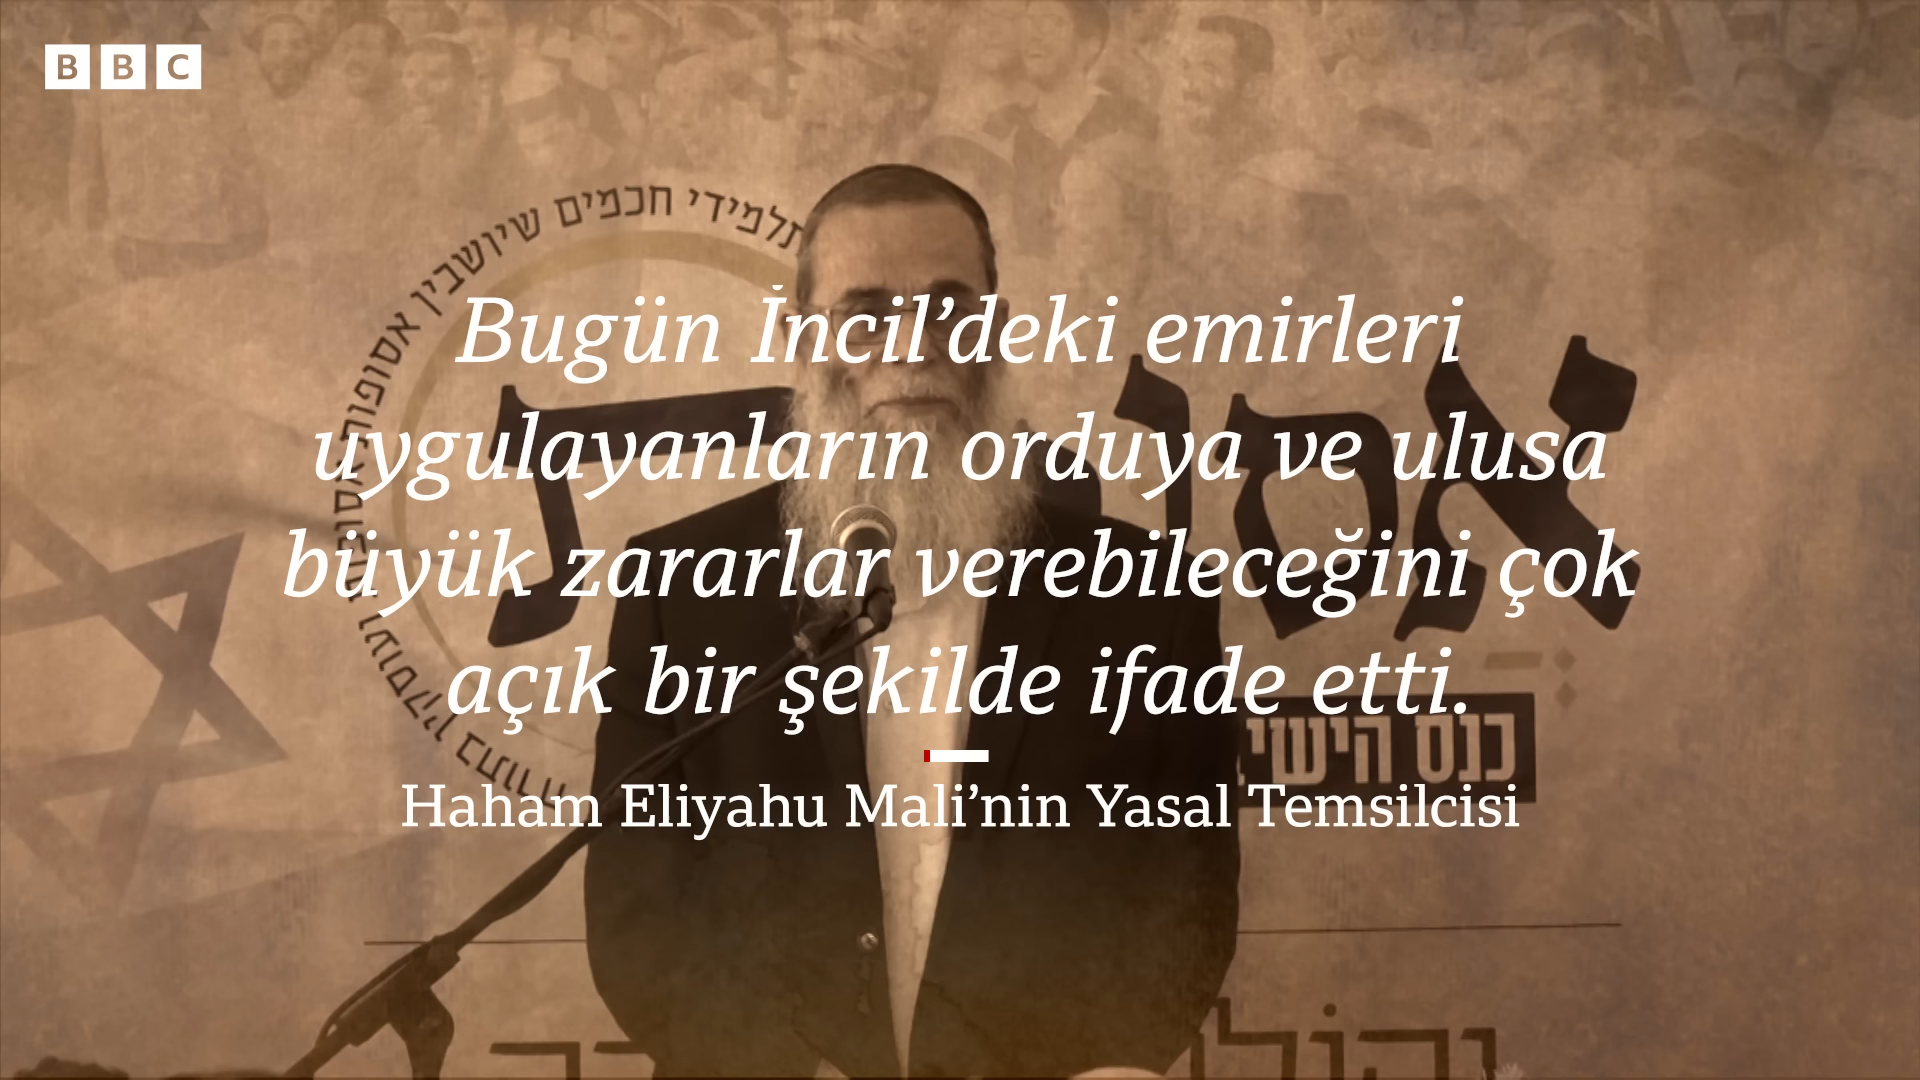 BBC
תלמידי חכמים שיושבין אסופות
Bugün İncil’deki emirleri
uygulayanların orduya ve ulusa
büyük zararlar verebileceğini çok
açık bir şekilde ifade etti.
כנס הישי
Haham Eliyahu Mali’nin Yasal Temsilcisi